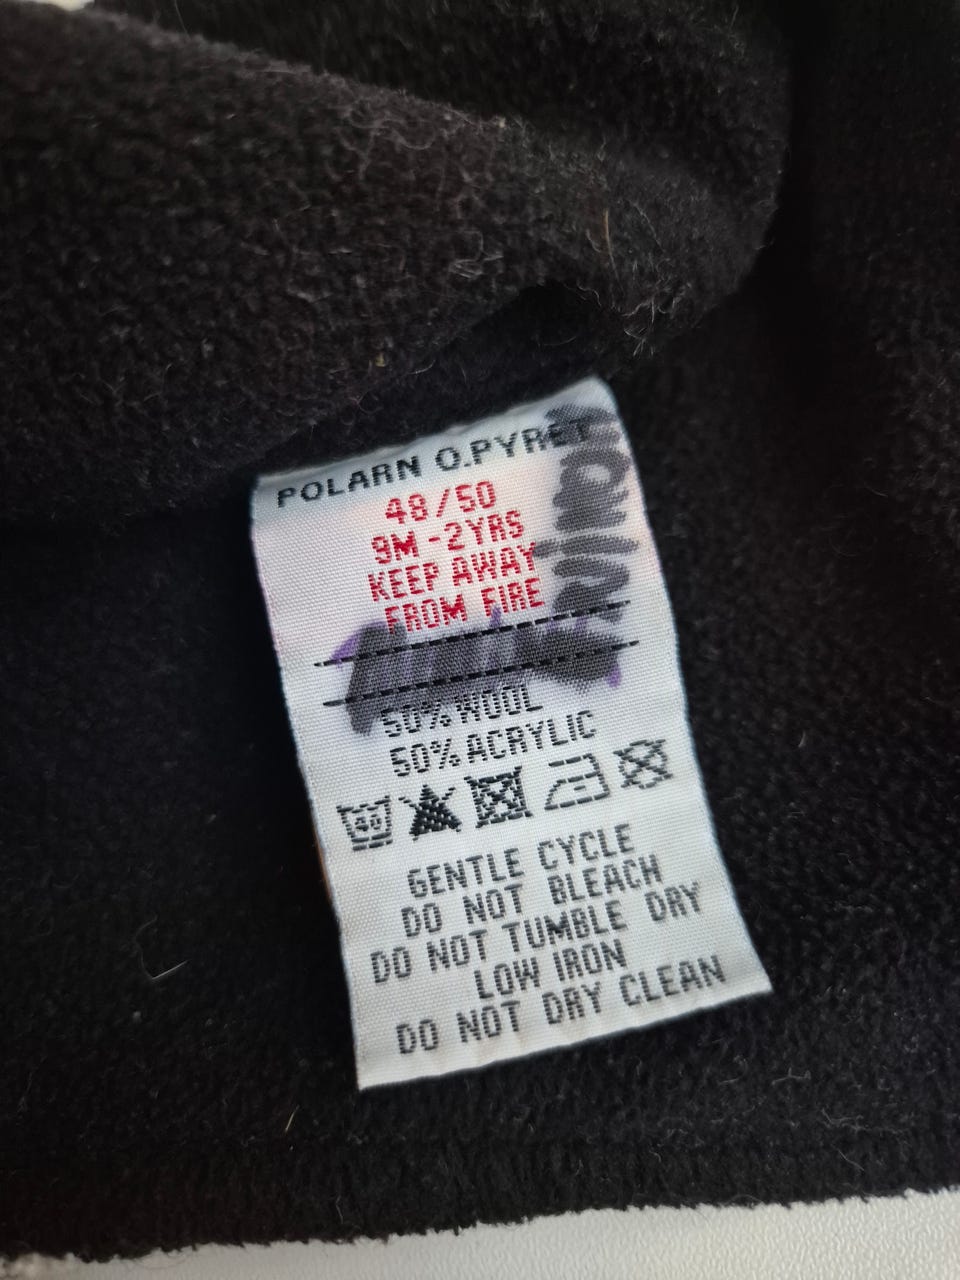 POLARN O.PYRET
48/50
9M-2YRS
KEEP AWAY
FROM FIRE
50% WOOL
50% ACRYLIC
40
GENTLE CYCLE
DO NOT BLEACH
DO NOT TUMBLE DRY
LOW IRON
DO NOT DRY CLEAN